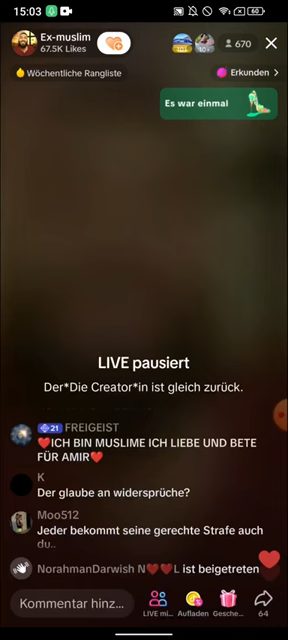 15:03
60
Ex-muslim
67.5K Likes
10+
670
Wöchentliche Rangliste
Erkunden
Es war einmal
LIVE pausiert
Der*Die Creator*in ist gleich zurück.
21 FREIGEIST
❤️ICH BIN MUSLIME ICH LIEBE UND BETE
FÜR AMIR❤️
K
Der glaube an widersprüche?
Moo512
Jeder bekommt seine gerechte Strafe auch
du..
NorahmanDarwish N❤️❤️L ist beigetreten
Kommentar hinz...
LIVE mi...
Aufladen
Gesche...
64